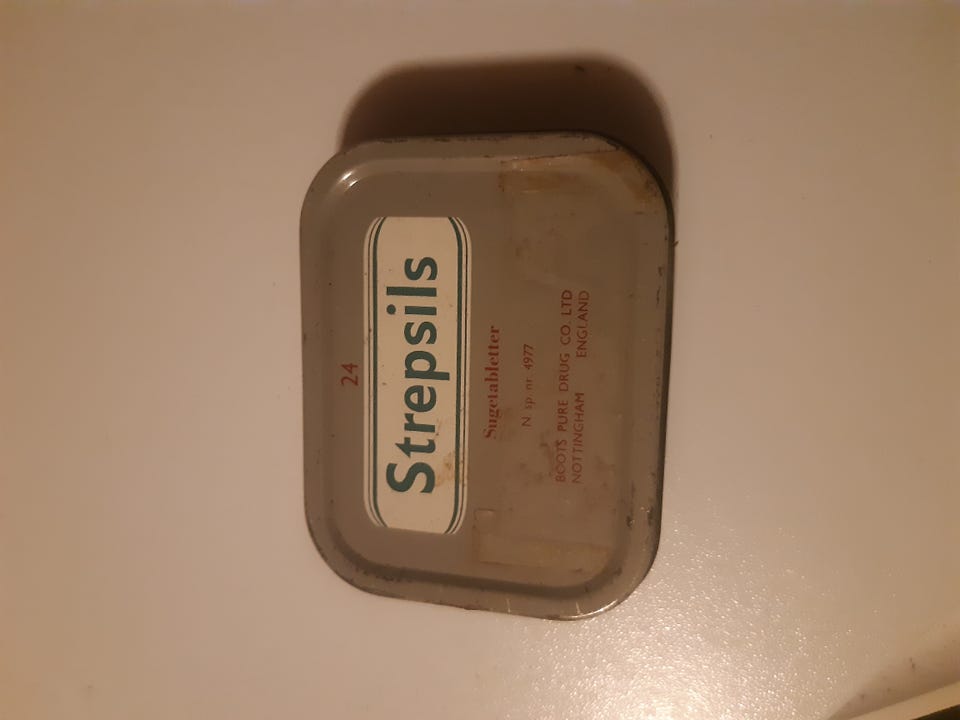 24
Strepsils
Sugetabletter
N sp nr. 4977
BOOTS PURE DRUG CO. LTD
NOTTINGHAM ENGLAND